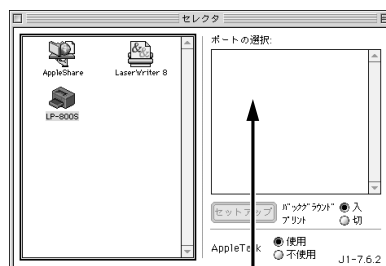 セレクタ
AppleShare
LaserWriter 8
LP-800S
ポートの選択:
セットアップ
バックグラウンド
プリント
入
切
AppleTalk
使用
不使用
J1-7.6.2